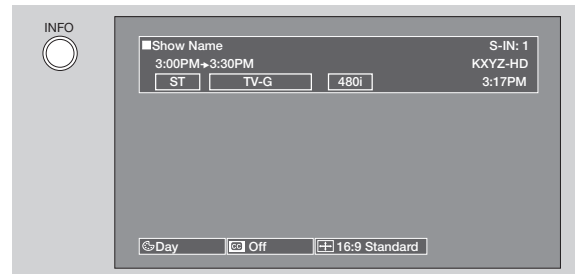 INFO
■Show Name S-IN: 1
3:00PM→3:30PM KXYZ-HD
ST TV-G 480i 3:17PM
Day CC Off 16:9 Standard